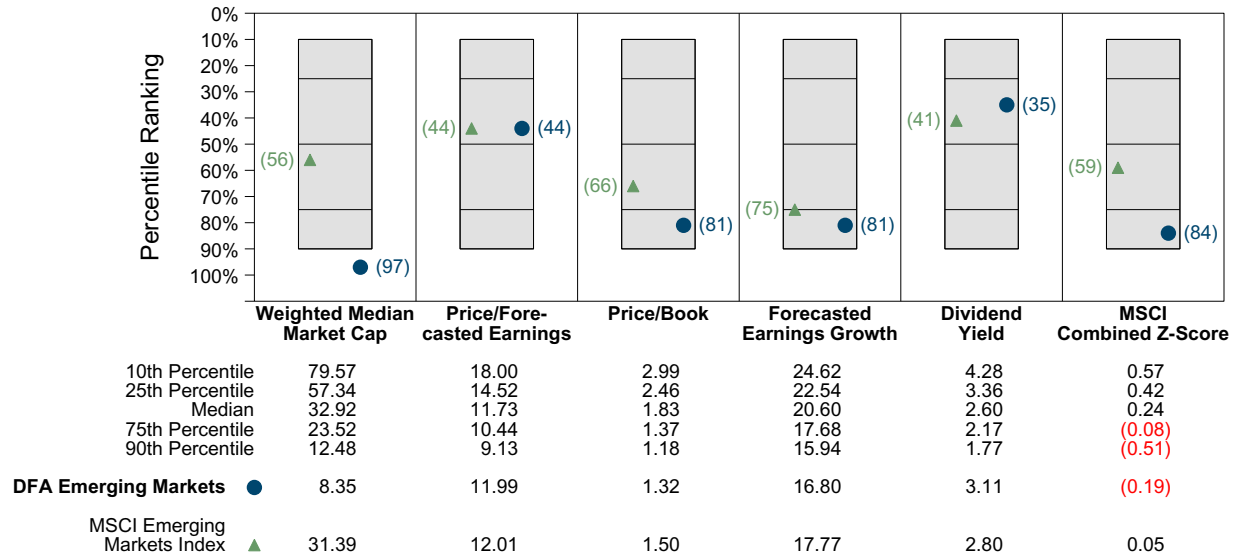 0%
10%
20%
30%
40%
50%
60%
70%
80%
90%
100%
Percentile Ranking
(56)
(97)
(44)
(44)
(66)
(81)
(75)
(81)
(41)
(35)
(59)
(84)
Weighted Median
Market Cap
Price/Fore-
casted Earnings
Price/Book
Forecasted
Earnings Growth
Dividend
Yield
MSCI
Combined Z-Score
10th Percentile 79.57 18.00 2.99 24.62 4.28 0.57
25th Percentile 57.34 14.52 2.46 22.54 3.36 0.42
Median 32.92 11.73 1.83 20.60 2.60 0.24
75th Percentile 23.52 10.44 1.37 17.68 2.17 (0.08)
90th Percentile 12.48 9.13 1.18 15.94 1.77 (0.51)
DFA Emerging Markets 8.35 11.99 1.32 16.80 3.11 (0.19)
MSCI Emerging
Markets Index 31.39 12.01 1.50 17.77 2.80 0.05